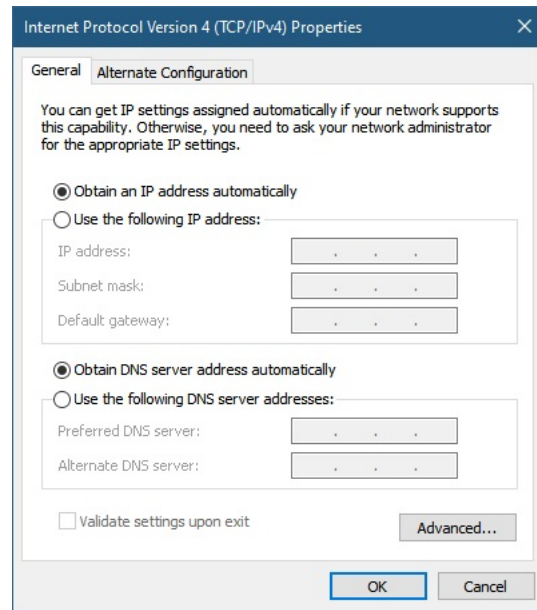 Internet Protocol Version 4 (TCP/IPv4) Properties
General
Alternate Configuration
You can get IP settings assigned automatically if your network supports
this capability. Otherwise, you need to ask your network administrator
for the appropriate IP settings.
Obtain an IP address automatically
Use the following IP address:
IP address:
Subnet mask:
Default gateway:
Obtain DNS server address automatically
Use the following DNS server addresses:
Preferred DNS server:
Alternate DNS server:
Validate settings upon exit
Advanced...
OK
Cancel